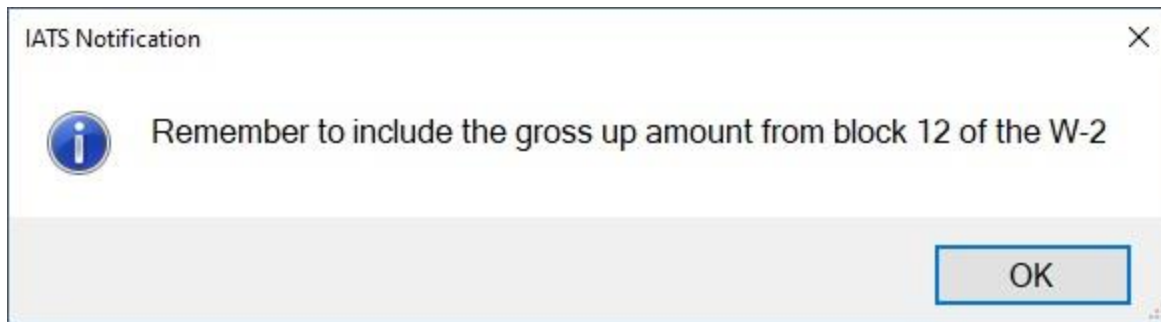 IATS Notification
Remember to include the gross up amount from block 12 of the W-2
OK